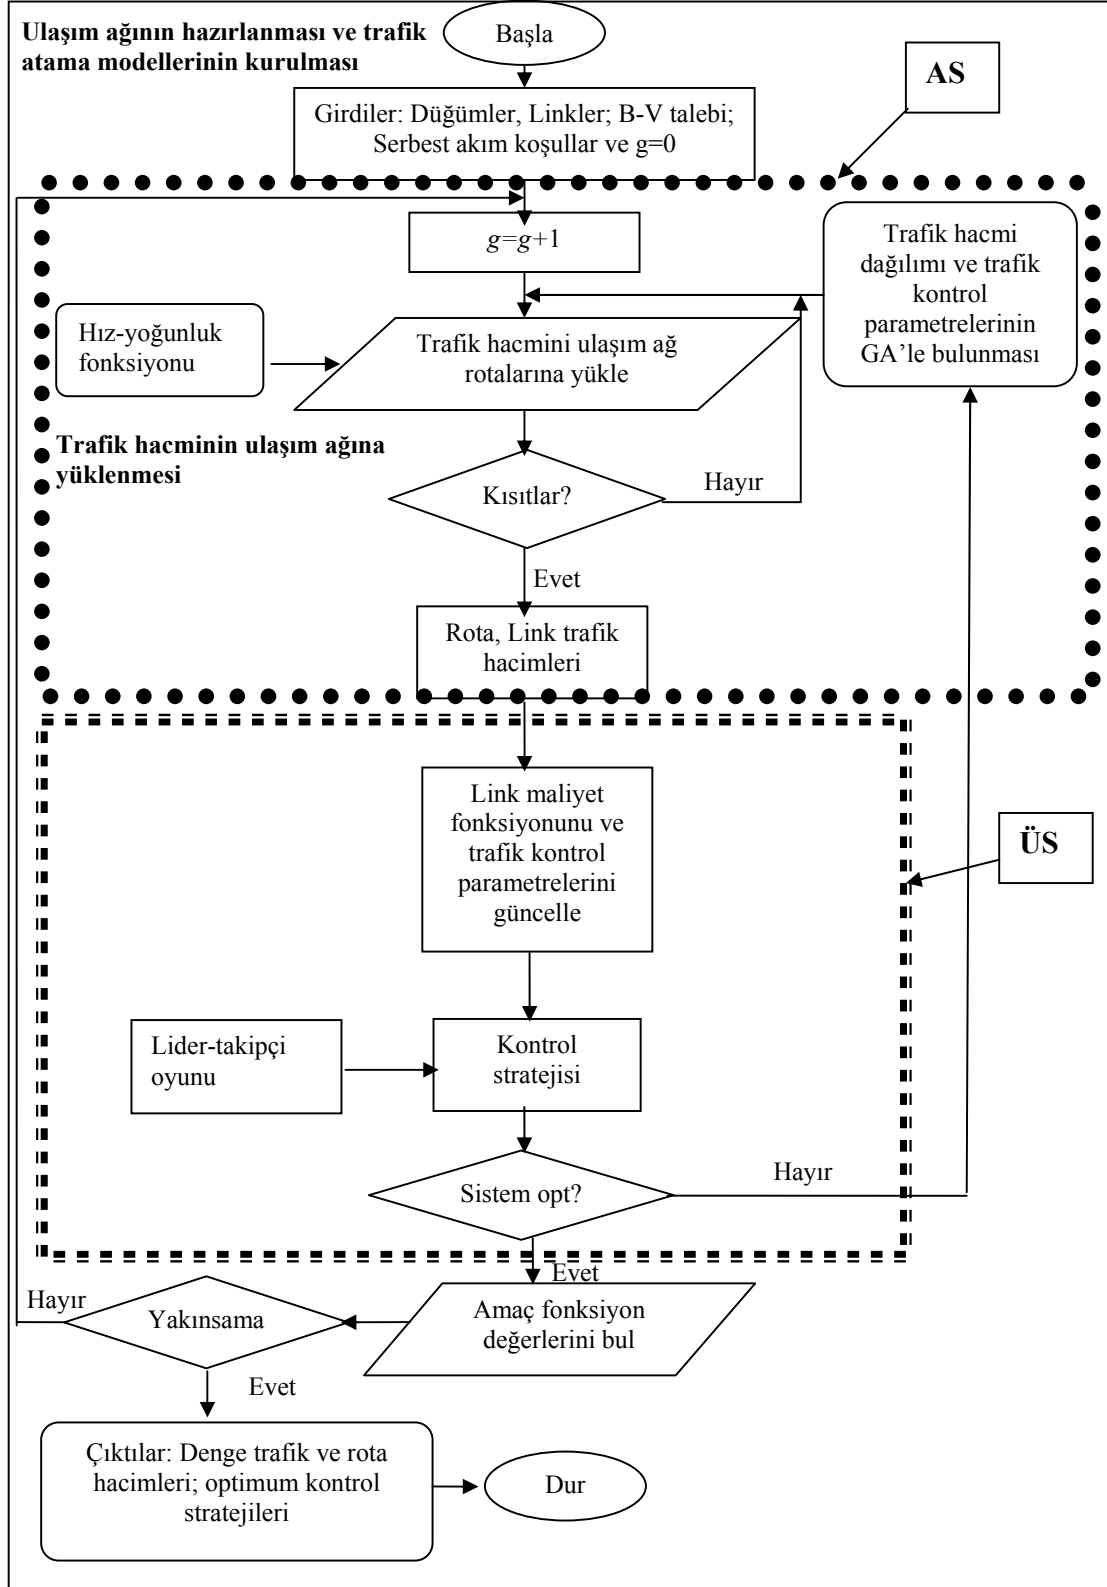 Ulaşım ağının hazırlanması ve trafik
atama modellerinin kurulması
Başla
AS
Girdiler: Düğümler, Linkler; B-V talebi;
Serbest akım koşullar ve g=0
g=g+1
Trafik hacmi
dağılımı ve trafik
kontrol
parametrelerinin
GA’le bulunması
Hız-yoğunluk
fonksiyonu
Trafik hacmini ulaşım ağ
rotalarına yükle
Trafik hacminin ulaşım ağına
yüklenmesi
Kısıtlar?
Hayır
Evet
Rota, Link trafik
hacimleri
Link maliyet
fonksiyonunu ve
trafik kontrol
parametrelerini
güncelle
ÜS
Lider-takipçi
oyunu
Kontrol
stratejisi
Sistem opt?
Hayır
Evet
Hayır
Yakınsama
Amaç fonksiyon
değerlerini bul
Evet
Çıktılar: Denge trafik ve rota
hacimleri; optimum kontrol
stratejileri
Dur